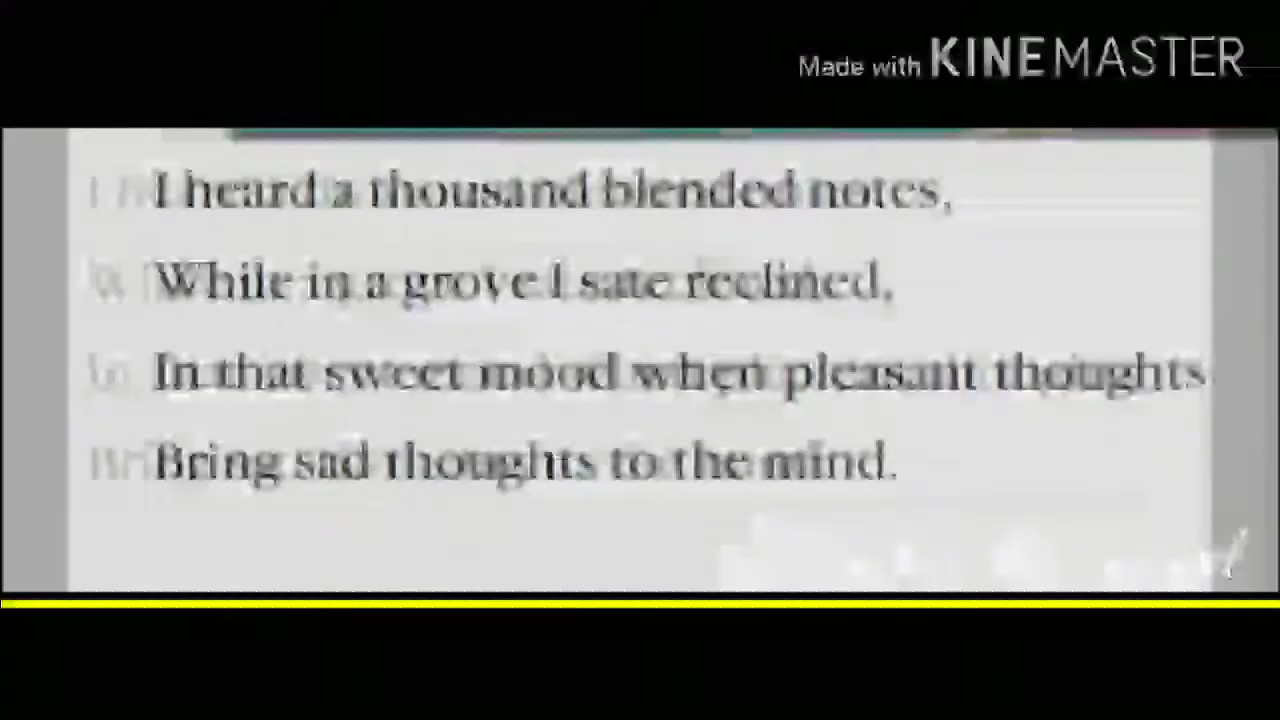 Made with KINEMASTER
I heard a thousand blended notes,
While in a grove I sate reclined,
In that sweet mood when pleasant thoughts
Bring sad thoughts to the mind.